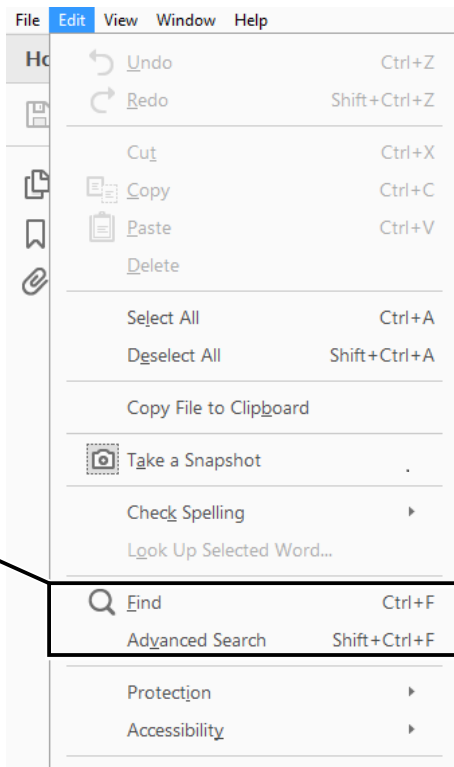 File Edit View Window Help
Ho
Undo Ctrl+Z
Redo Shift+Ctrl+Z
Cut Ctrl+X
Copy Ctrl+C
Paste Ctrl+V
Delete
Select All Ctrl+A
Deselect All Shift+Ctrl+A
Copy File to Clipboard
Take a Snapshot
Check Spelling
Look Up Selected Word...
Find Ctrl+F
Advanced Search Shift+Ctrl+F
Protection
Accessibility